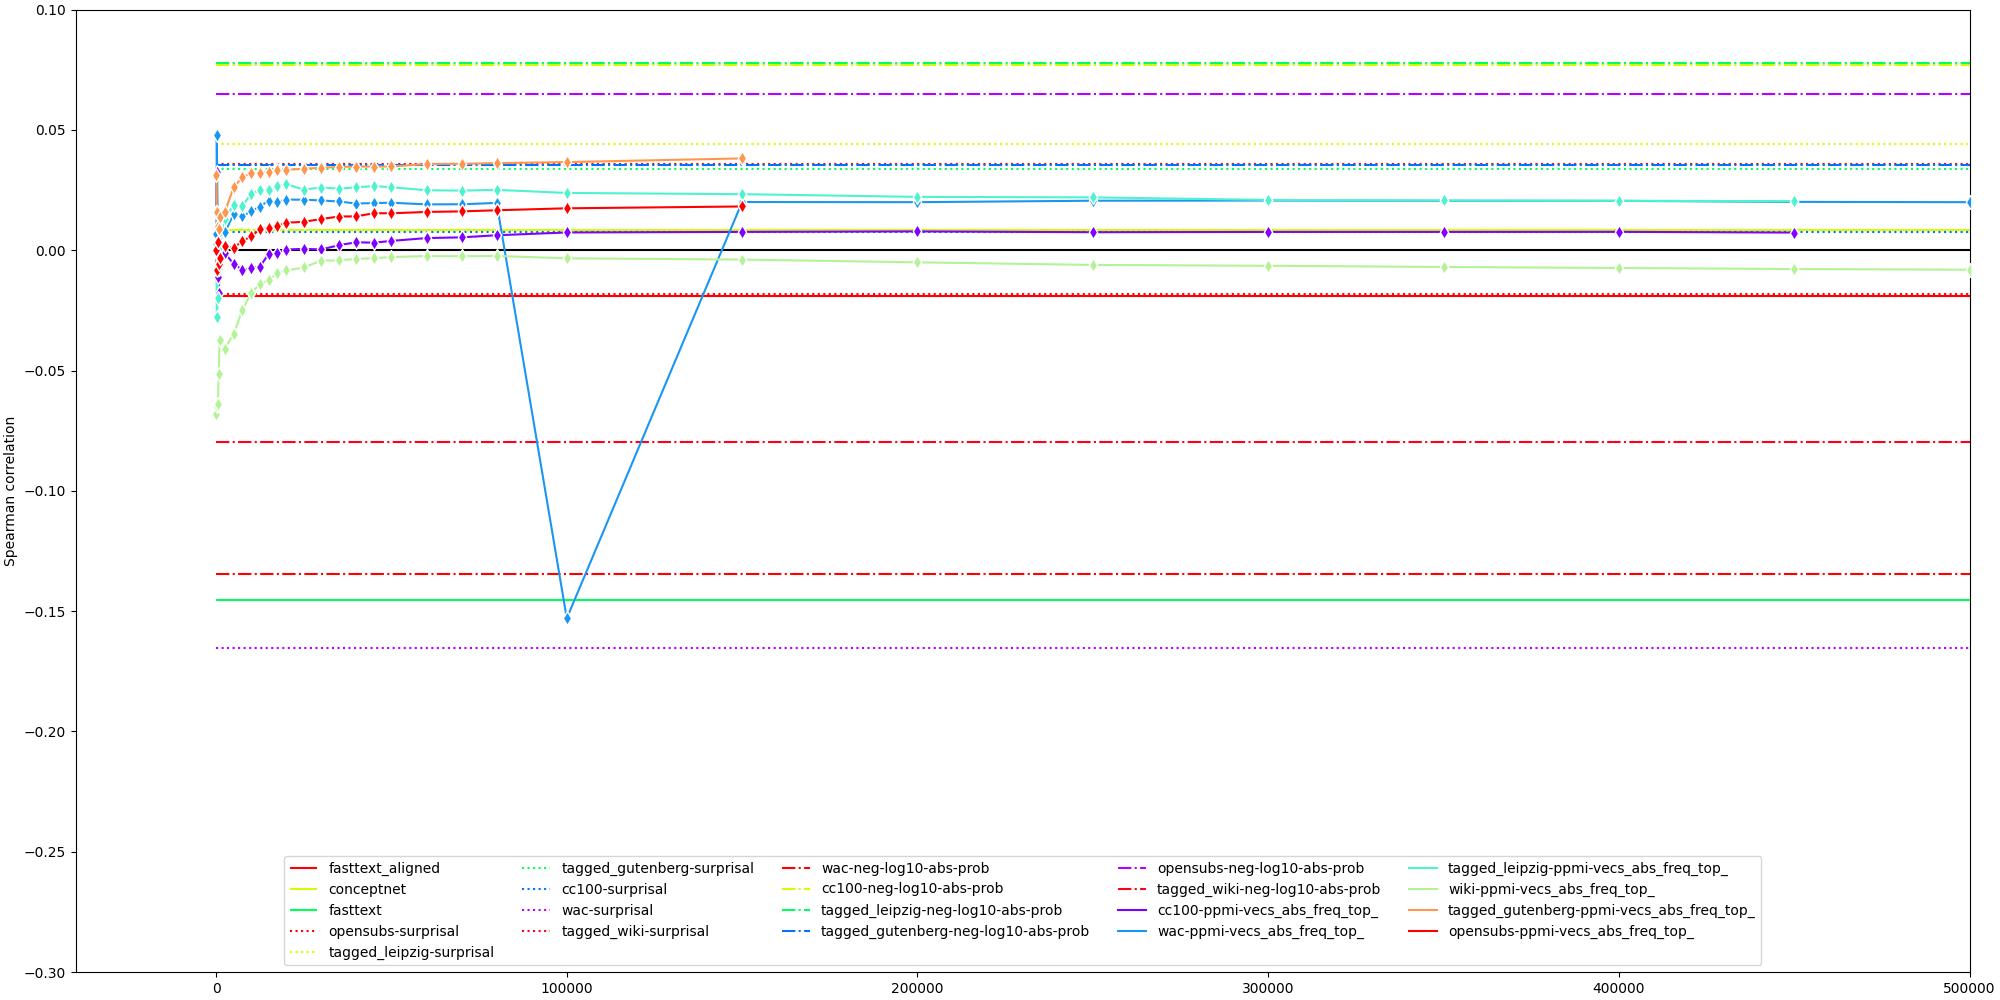 0.10
0.05
0.00
−0.05
−0.10
−0.15
−0.20
−0.25
−0.30
Spearman correlation
fasttext_aligned
conceptnet
fasttext
opensubs-surprisal
tagged_leipzig-surprisal
tagged_gutenberg-surprisal
cc100-surprisal
wac-surprisal
tagged_wiki-surprisal
wac-neg-log10-abs-prob
cc100-neg-log10-abs-prob
tagged_leipzig-neg-log10-abs-prob
tagged_gutenberg-neg-log10-abs-prob
opensubs-neg-log10-abs-prob
tagged_wiki-neg-log10-abs-prob
cc100-ppmi-vecs_abs_freq_top_
wac-ppmi-vecs_abs_freq_top_
tagged_leipzig-ppmi-vecs_abs_freq_top_
wiki-ppmi-vecs_abs_freq_top_
tagged_gutenberg-ppmi-vecs_abs_freq_top_
opensubs-ppmi-vecs_abs_freq_top_
0
100000
200000
300000
400000
500000